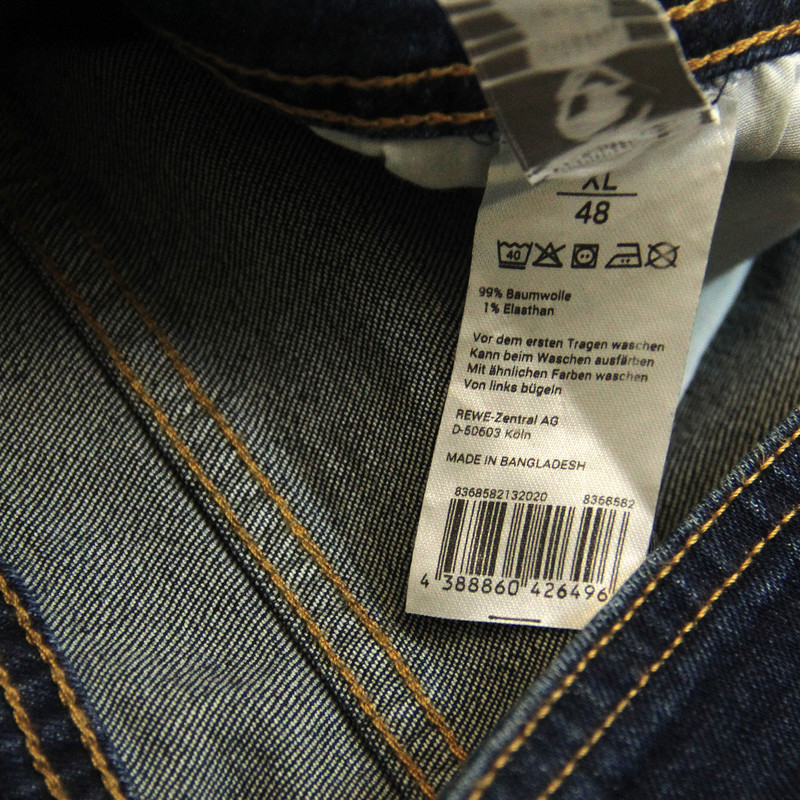 XL
48
40
99% Baumwolle
1% Elasthan
Vor dem ersten Tragen waschen
Kann beim Waschen ausfärben
Mit ähnlichen Farben waschen
Von links bügeln
REWE-Zentral AG
D-50603 Köln
MADE IN BANGLADESH
8368582132020 8368582
4 388860 426496